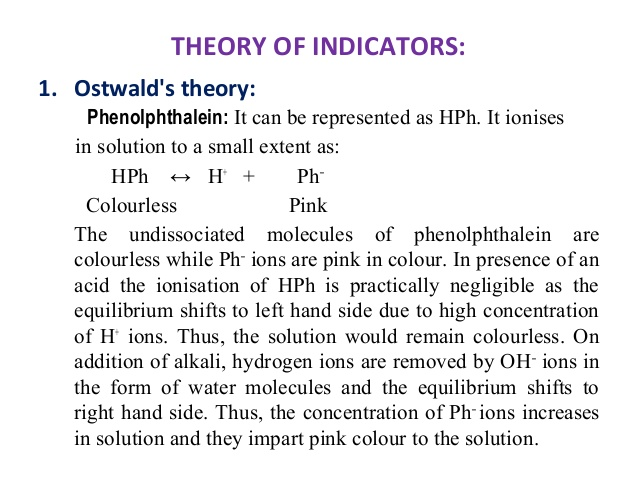 THEORY OF INDICATORS:
1. Ostwald's theory:
Phenolphthalein: It can be represented as HPh. It ionises
in solution to a small extent as:
HPh ↔ H⁺ + Ph⁻
Colourless Pink
The undissociated molecules of phenolphthalein are
colourless while Ph⁻ ions are pink in colour. In presence of an
acid the ionisation of HPh is practically negligible as the
equilibrium shifts to left hand side due to high concentration
of H⁺ ions. Thus, the solution would remain colourless. On
addition of alkali, hydrogen ions are removed by OH⁻ ions in
the form of water molecules and the equilibrium shifts to
right hand side. Thus, the concentration of Ph⁻ ions increases
in solution and they impart pink colour to the solution.